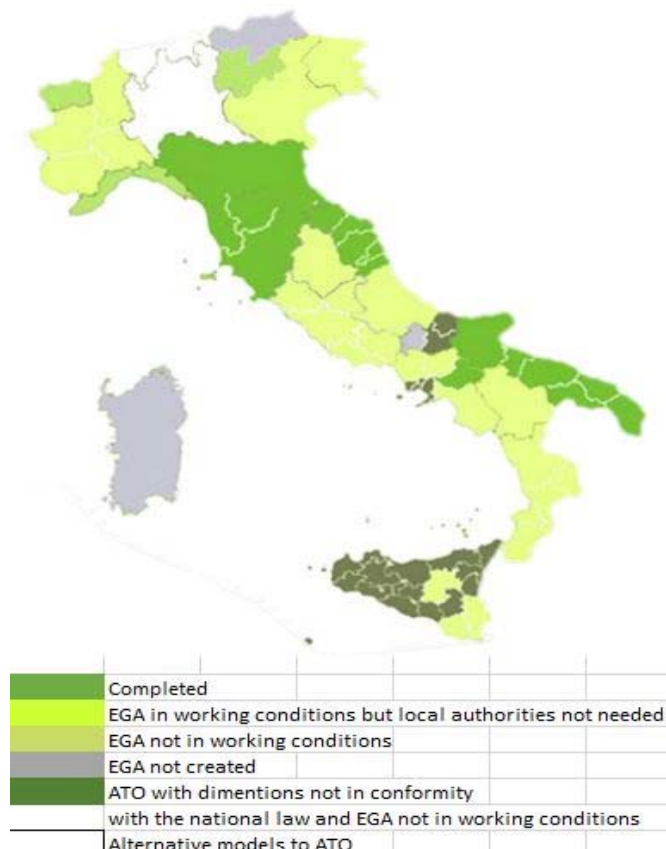 Completed
EGA in working conditions but local authorities not needed
EGA not in working conditions
EGA not created
ATO with dimentions not in conformity
with the national law and EGA not in working conditions
Alternative models to ATO